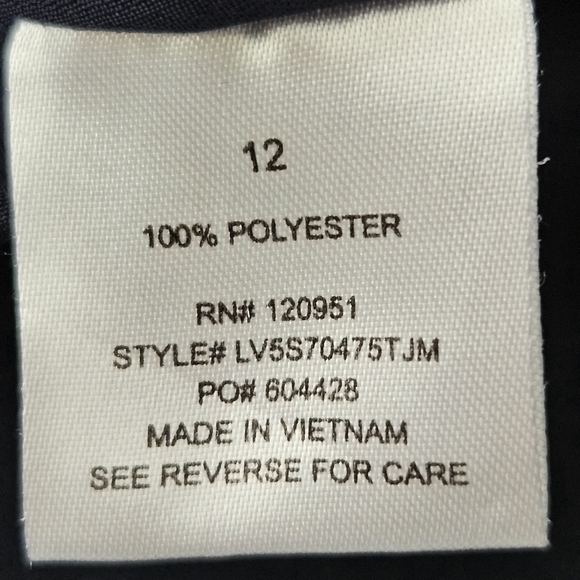 12
100% POLYESTER
RN# 120951
STYLE# LV5S70475TJM
PO# 604428
MADE IN VIETNAM
SEE REVERSE FOR CARE